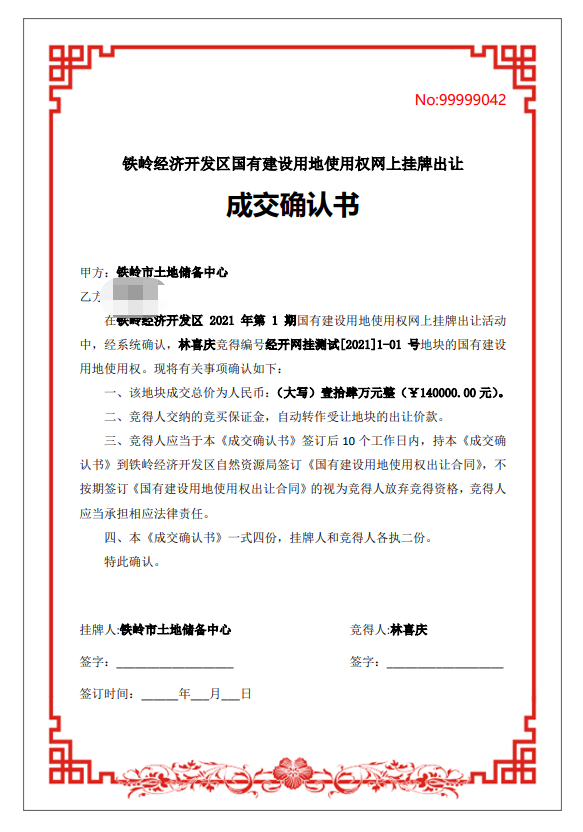 No:99999042
铁岭经济开发区国有建设用地使用权网上挂牌出让
成交确认书
甲方：铁岭市土地储备中心
乙方
在铁岭经济开发区 2021 年第 1 期国有建设用地使用权网上挂牌出让活动
中，经系统确认，林喜庆竞得编号经开网挂测试[2021]1-01 号地块的国有建设
用地使用权。现将有关事项确认如下：
一、该地块成交总价为人民币：（大写）壹拾肆万元整（￥140000.00 元）。
二、竞得人交纳的竞买保证金，自动转作受让地块的出让价款。
三、竞得人应当于本《成交确认书》签订后 10 个工作日内，持本《成交确
认书》到铁岭经济开发区自然资源局签订《国有建设用地使用权出让合同》，不
按期签订《国有建设用地使用权出让合同》的视为竞得人放弃竞得资格，竞得人
应当承担相应法律责任。
四、本《成交确认书》一式四份，挂牌人和竞得人各执二份。
特此确认。
挂牌人:铁岭市土地储备中心 竞得人:林喜庆
签字：___________________ 签字：___________________
签订时间：______年___月___日